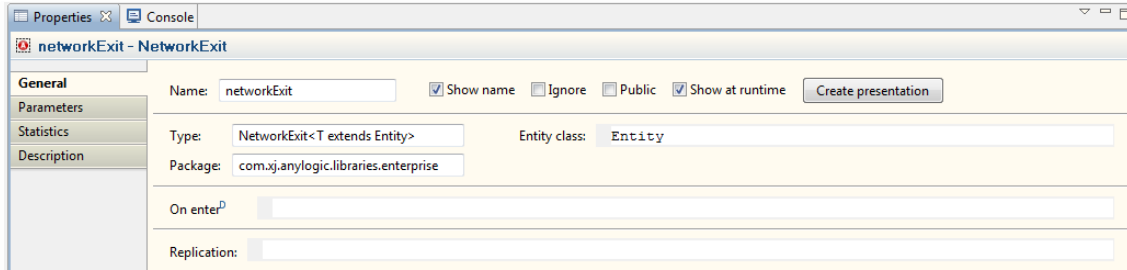 Properties Console
networkExit - NetworkExit
General
Parameters
Statistics
Description
Name: networkExit Show name Ignore Public Show at runtime Create presentation
Type: NetworkExit<T extends Entity> Entity class: Entity
Package: com.xj.anylogic.libraries.enterprise
On enterD
Replication: